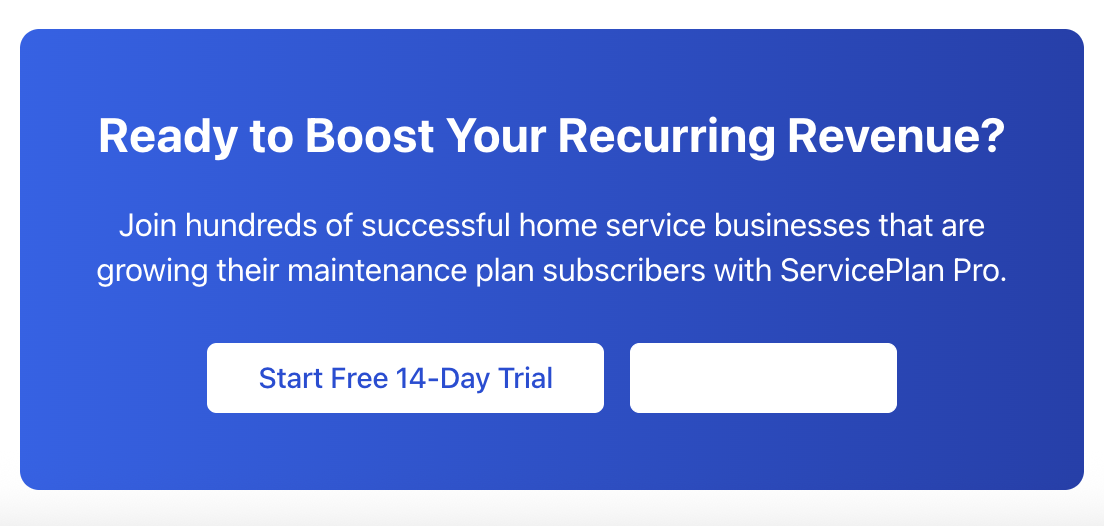 Ready to Boost Your Recurring Revenue?
Join hundreds of successful home service businesses that are
growing their maintenance plan subscribers with ServicePlan Pro.
Start Free 14-Day Trial